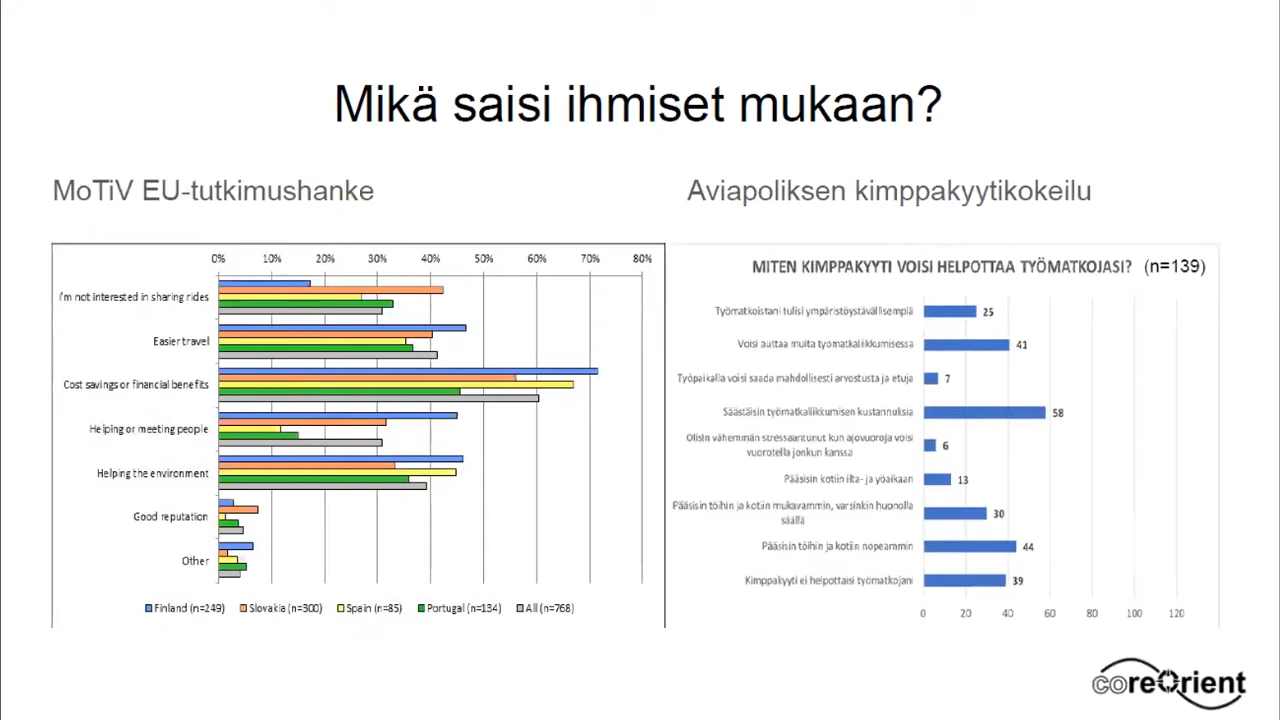 Mikä saisi ihmiset mukaan?
MoTiV EU-tutkimushanke
0% 10% 20% 30% 40% 50% 60% 70% 80%
I'm not interested in sharing rides
Easier travel
Cost savings or financial benefits
Helping or meeting people
Helping the environment
Good reputation
Other
Finland (n=249) Slovakia (n=300) Spain (n=85) Portugal (n=134) All (n=768)
Aviapoliksen kimppakyytikokeilu
MITEN KIMPPAKYYTI VOISI HELPOTTAA TYÖMATKOJASI? (n=139)
Työmatkoistani tulisi ympäristöystävällisempiä 25
Voisi auttaa muita työmatkaliikkumisessa 41
Työpaikalla voisi saada mahdollisesti arvostusta ja etuja 7
Säästäisin työmatkaliikkumisen kustannuksia 58
Olisin vähemmän stressaantunut kun ajovuoroja voisi
vuorotella jonkun kanssa 6
Pääsisin kotiin ilta- ja yöaikaan 13
Pääsisin töihin ja kotiin mukavammin, varsinkin huonolla
säällä 30
Pääsisin töihin ja kotiin nopeammin 44
Kimppakyyti ei helpottaisi työmatkojani 39
0 20 40 60 80 100 120
coreOrient